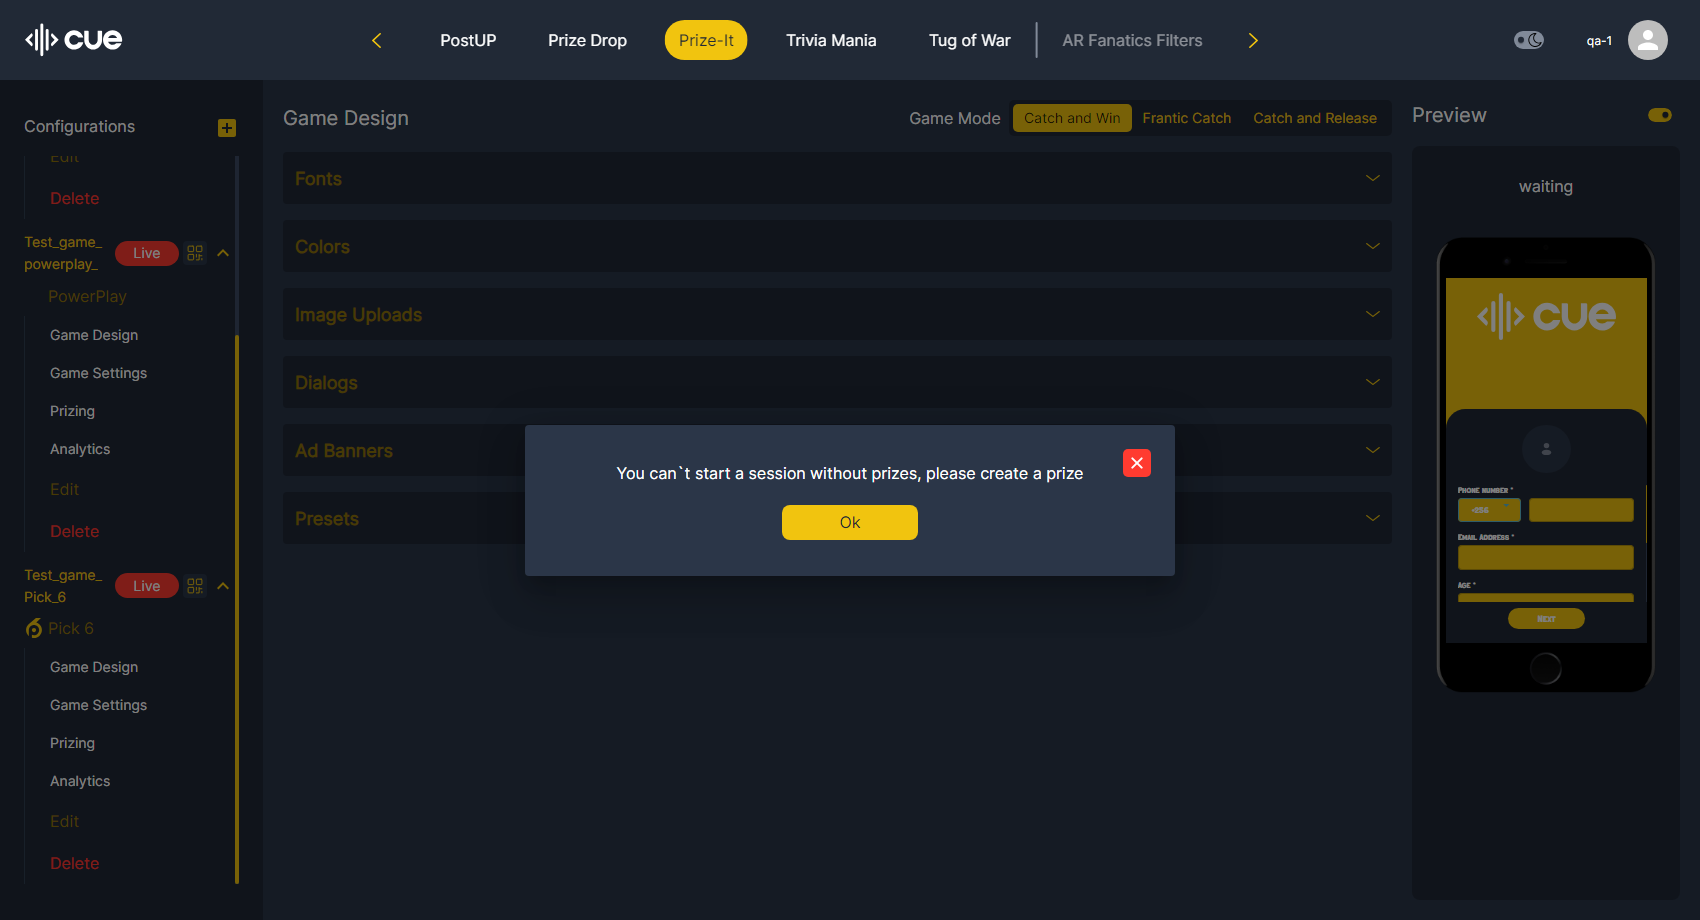 cue
PostUP
Prize Drop
Prize-It
Trivia Mania
Tug of War
AR Fanatics Filters
qa-1
Configurations
Edit
Delete
Test_game_
powerplay_
Live
PowerPlay
Game Design
Game Settings
Prizing
Analytics
Edit
Delete
Test_game_
Pick_6
Live
Pick 6
Game Design
Game Settings
Prizing
Analytics
Edit
Delete
Game Design
Game Mode
Catch and Win
Frantic Catch
Catch and Release
Fonts
Colors
Image Uploads
Dialogs
Ad Banners
Presets
You can`t start a session without prizes, please create a prize
Ok
Preview
waiting
cue
Phone number *
+256
Email Address *
Age *
Next